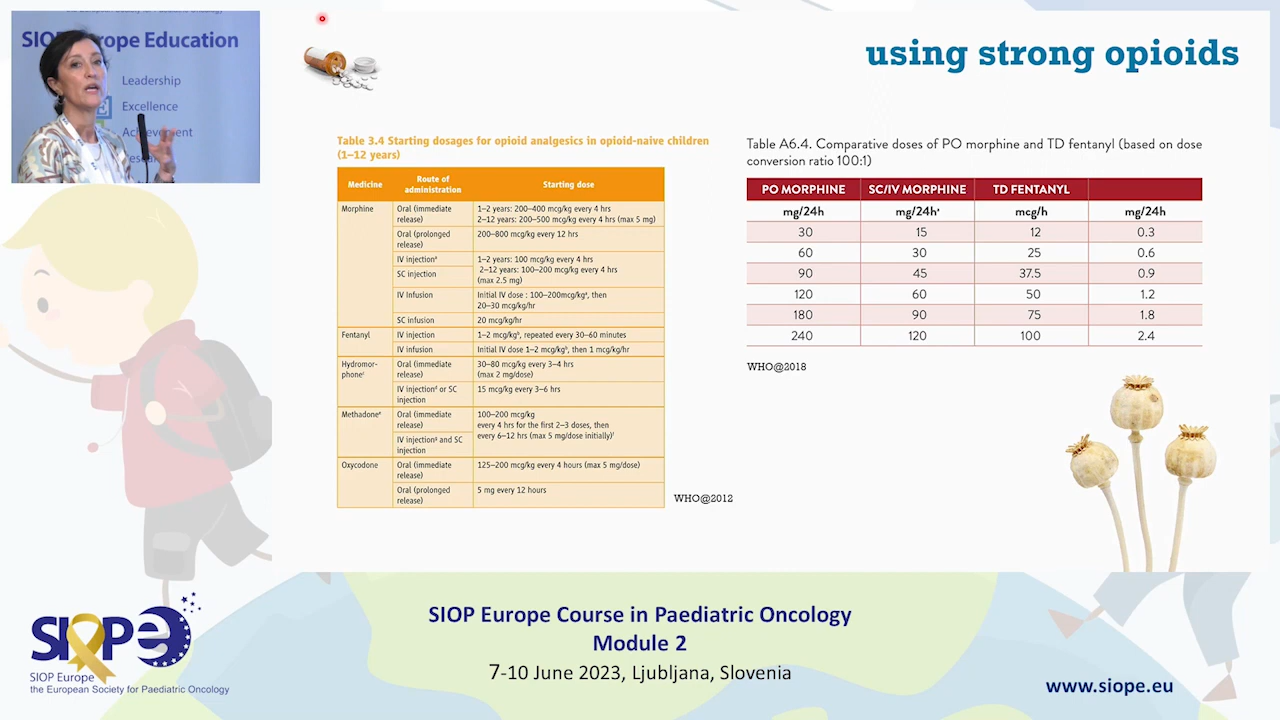 SIOP Europe Education
Leadership
Excellence
Achievement
using strong opioids
Table 3.4 Starting dosages for opioid analgesics in opioid-naive children
(1–12 years)
Medicine
Route of
administration
Starting dose
Morphine
Oral (immediate
release)
1–2 years: 200–400 mcg/kg every 4 hrs
2–12 years: 200–500 mcg/kg every 4 hrs (max 5 mg)
Oral (prolonged
release)
200–800 mcg/kg every 12 hrs
IV injectionª
SC injection
1–2 years: 100 mcg/kg every 4 hrs
2–12 years: 100–200 mcg/kg every 4 hrs
(max 2.5 mg)
IV Infusion
Initial IV dose : 100–200mcg/kgª, then
20–30 mcg/kg/hr
SC infusion
20 mcg/kg/hr
Fentanyl
IV injection
1–2 mcg/kgᵇ, repeated every 30–60 minutes
IV infusion
Initial IV dose 1–2 mcg/kgᵇ, then 1 mcg/kg/hr
Hydromor-
phoneᶜ
Oral (immediate
release)
30–80 mcg/kg every 3–4 hrs
(max 2 mg/dose)
IV injectionᵈ or SC
injection
15 mcg/kg every 3–6 hrs
Methadoneᵉ
Oral (immediate
release)
IV injectionᵍ and SC
injection
100–200 mcg/kg
every 4 hrs for the first 2–3 doses, then
every 6–12 hrs (max 5 mg/dose initially)ᶠ
Oxycodone
Oral (immediate
release)
125–200 mcg/kg every 4 hours (max 5 mg/dose)
Oral (prolonged
release)
5 mg every 12 hours
WHO@2012
Table A6.4. Comparative doses of PO morphine and TD fentanyl (based on dose
conversion ratio 100:1)
PO MORPHINE SC/IV MORPHINE TD FENTANYL
mg/24h mg/24h* mcg/h mg/24h
30 15 12 0.3
60 30 25 0.6
90 45 37.5 0.9
120 60 50 1.2
180 90 75 1.8
240 120 100 2.4
WHO@2018
SIOP Europe Course in Paediatric Oncology
Module 2
7-10 June 2023, Ljubljana, Slovenia
SIOPe
SIOP Europe
the European Society for Paediatric Oncology
www.siope.eu